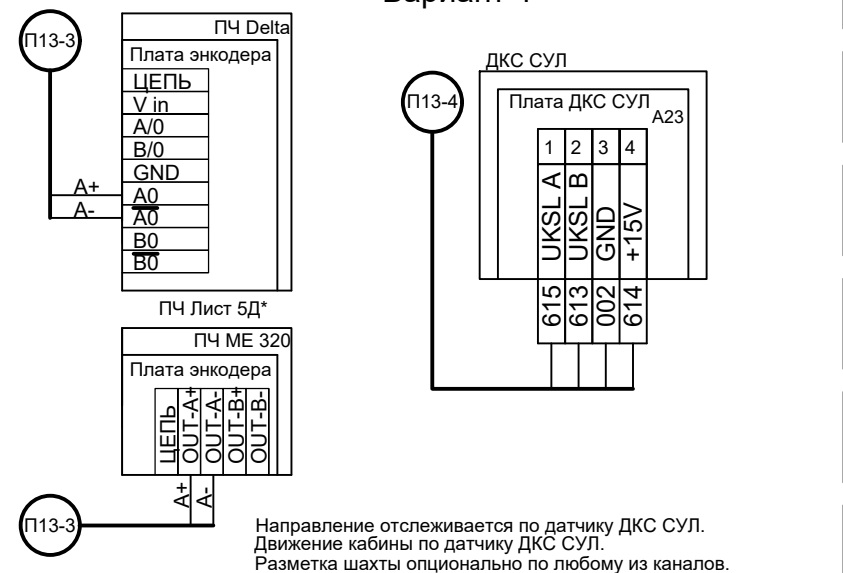 П13-3
ПЧ Delta
Плата энкодера
ЦЕПЬ
V in
A/0
B/0
GND
A0
A0
B0
B0
A+
A-
ПЧ Лист 5Д*
ПЧ ME 320
Плата энкодера
ЦЕПЬ
OUT-A+
OUT-A-
OUT-B+
OUT-B-
A+
A-
П13-3
ДКС СУЛ
П13-4
Плата ДКС СУЛ
A23
1 2 3 4
UKSL A
UKSL B
GND
+15V
615
613
002
614
Направление отслеживается по датчику ДКС СУЛ.
Движение кабины по датчику ДКС СУЛ.
Разметка шахты опционально по любому из каналов.